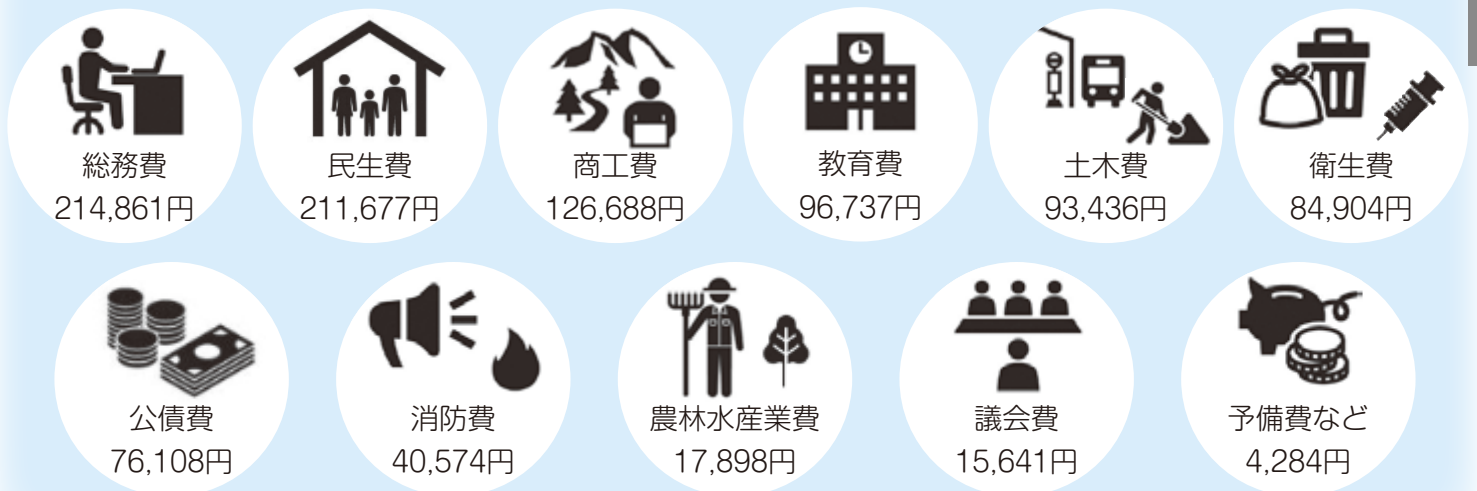 総務費
214,861円
民生費
211,677円
商工費
126,688円
教育費
96,737円
土木費
93,436円
衛生費
84,904円
公債費
76,108円
消防費
40,574円
農林水産業費
17,898円
議会費
15,641円
予備費など
4,284円